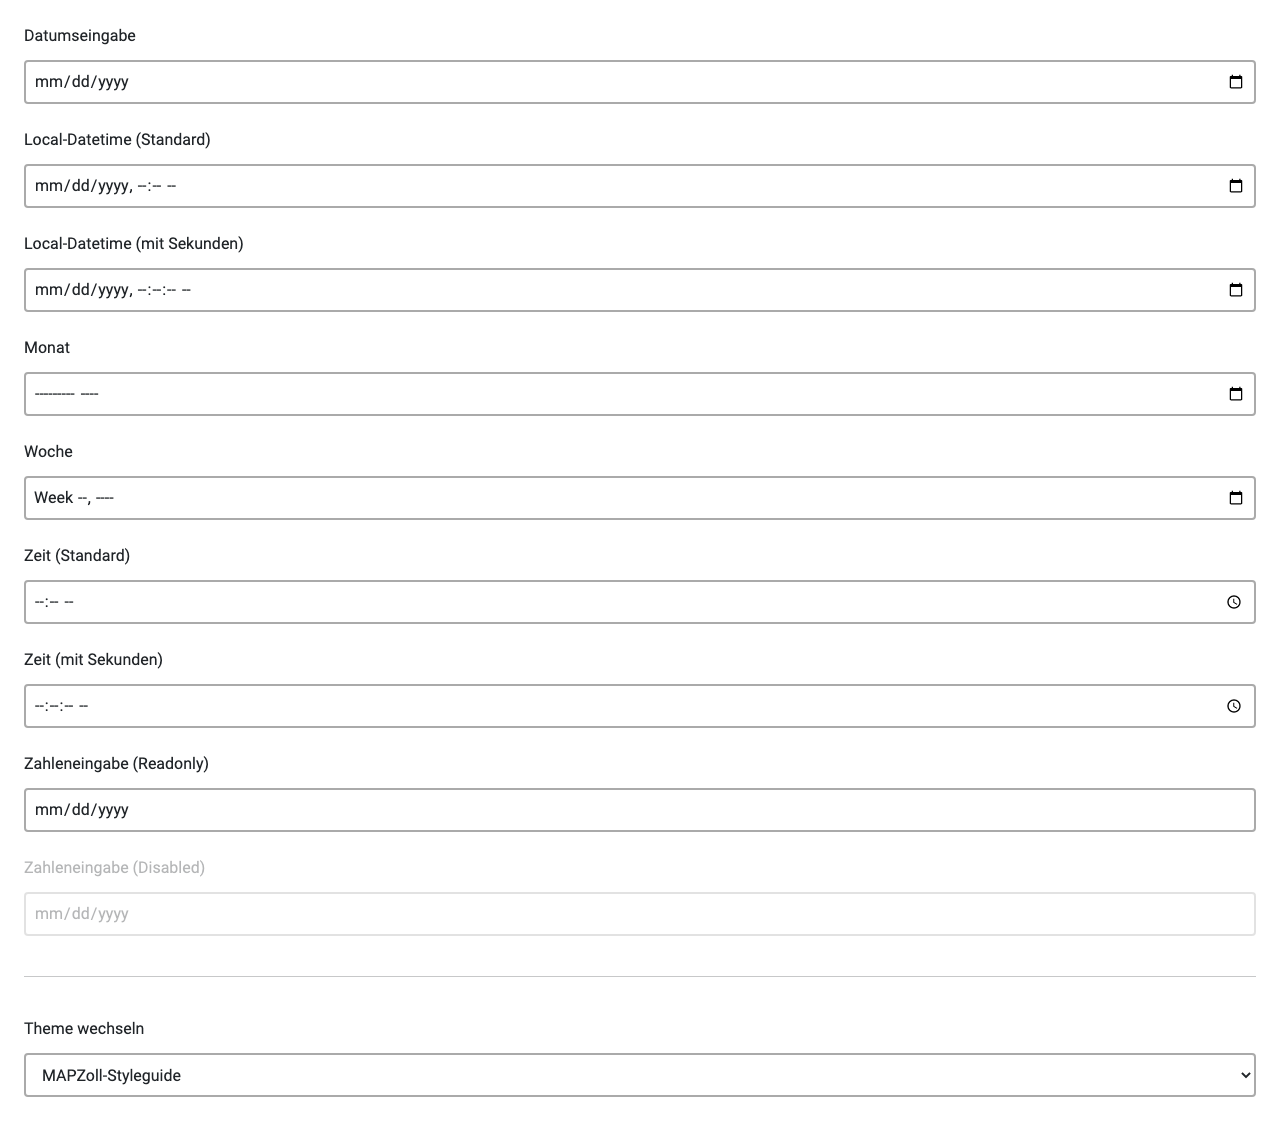 Datumseingabe
mm/dd/yyyy
Local-Datetime (Standard)
mm/dd/yyyy, --:-- --
Local-Datetime (mit Sekunden)
mm/dd/yyyy, --:--:-- --
Monat
--------- ----
Woche
Week --, ----
Zeit (Standard)
--:-- --
Zeit (mit Sekunden)
--:--:-- --
Zahleneingabe (Readonly)
mm/dd/yyyy
Zahleneingabe (Disabled)
mm/dd/yyyy
Theme wechseln
MAPZoll-Styleguide